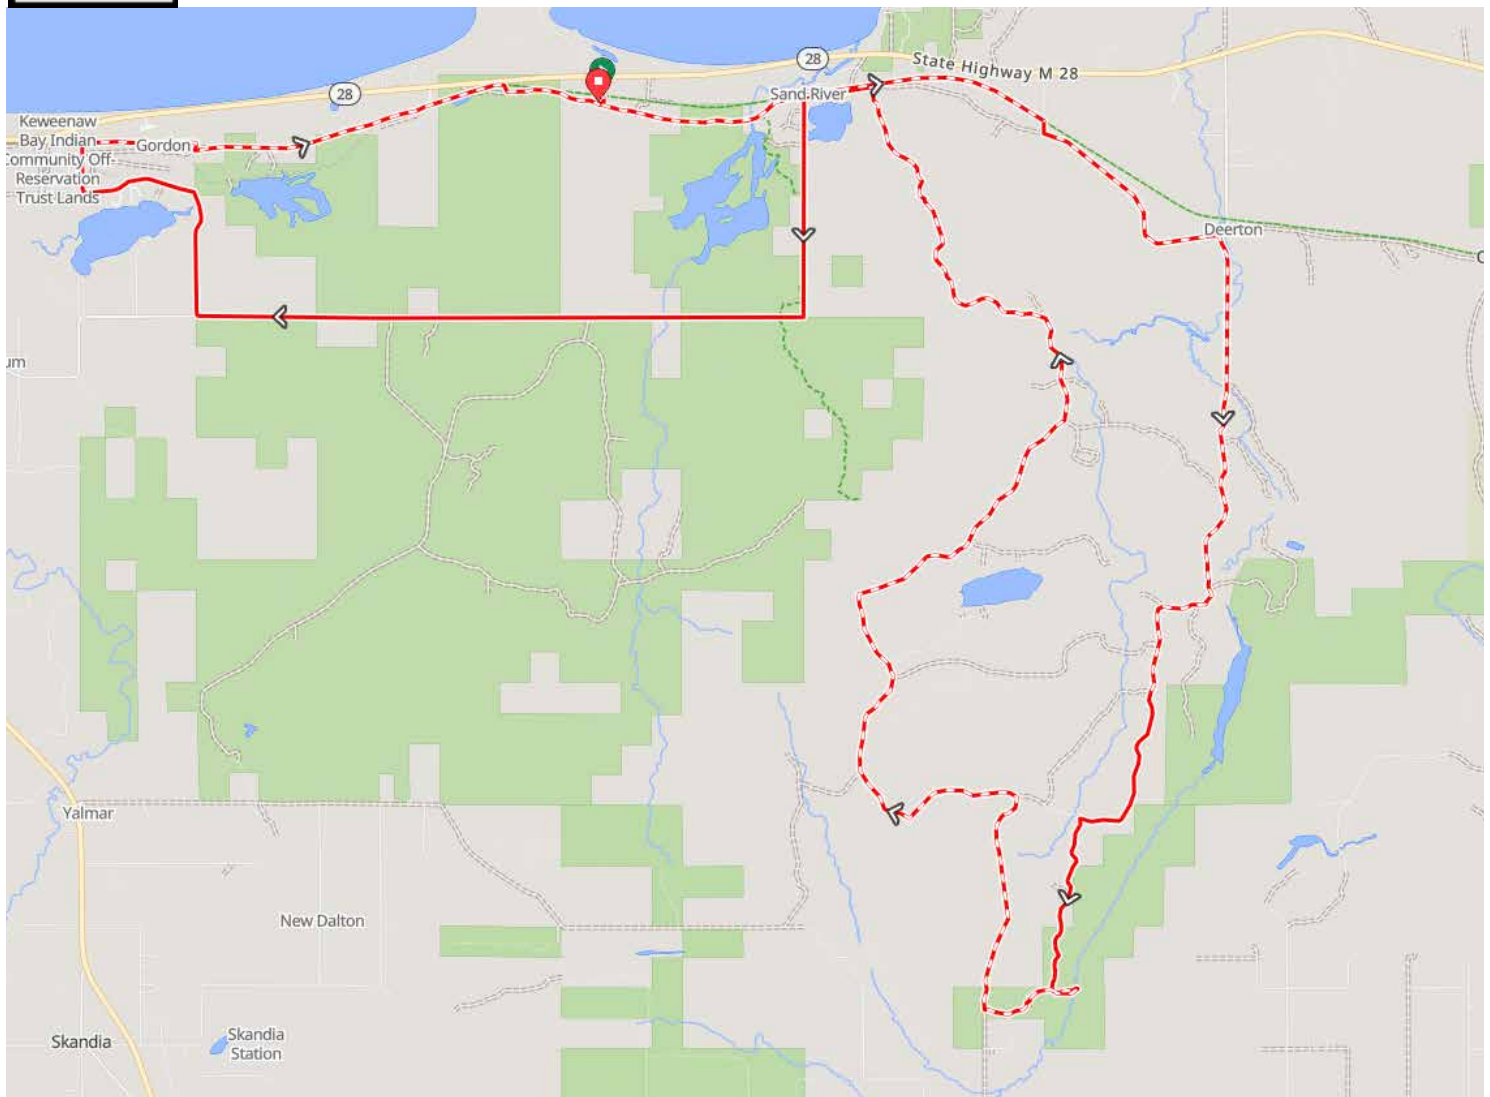 28
State Highway M 28
28
Sand River
Keweenaw
Bay Indian
Community Off-
Reservation
Trust Lands
Gordon
Deerton
Yalmar
New Dalton
Skandia
Skandia
Station